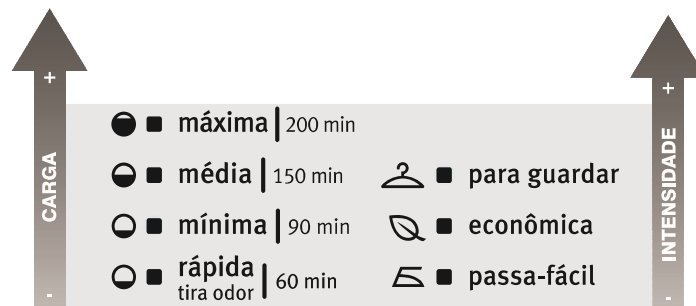 +
CARGA
-
máxima | 200 min
média | 150 min
mínima | 90 min
rápida | 60 min
tira odor
para guardar
econômica
passa-fácil
+
INTENSIDADE
-